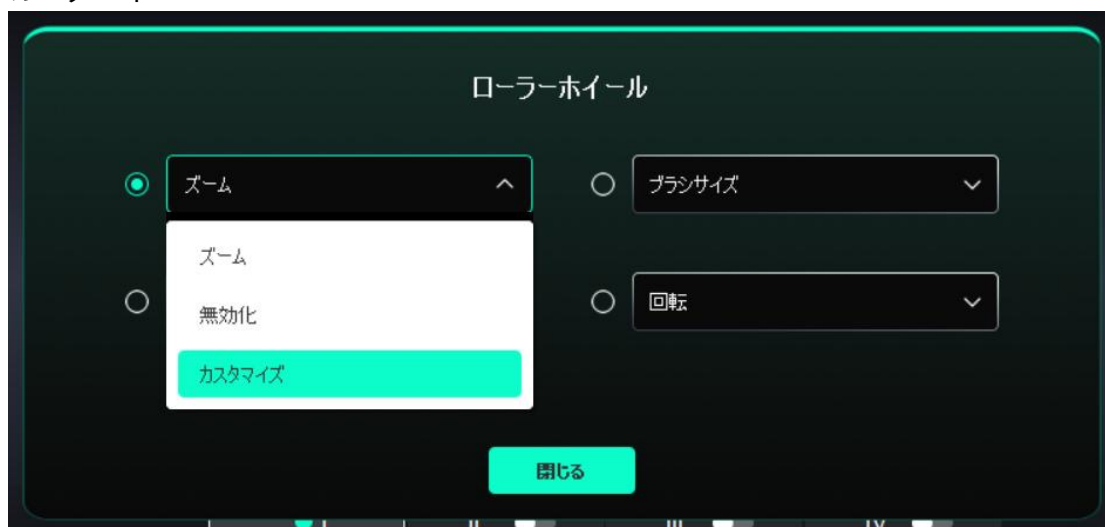 ローラーホイール
ズーム
ブラシサイズ
ズーム
無効化
回転
カスタマイズ
閉じる